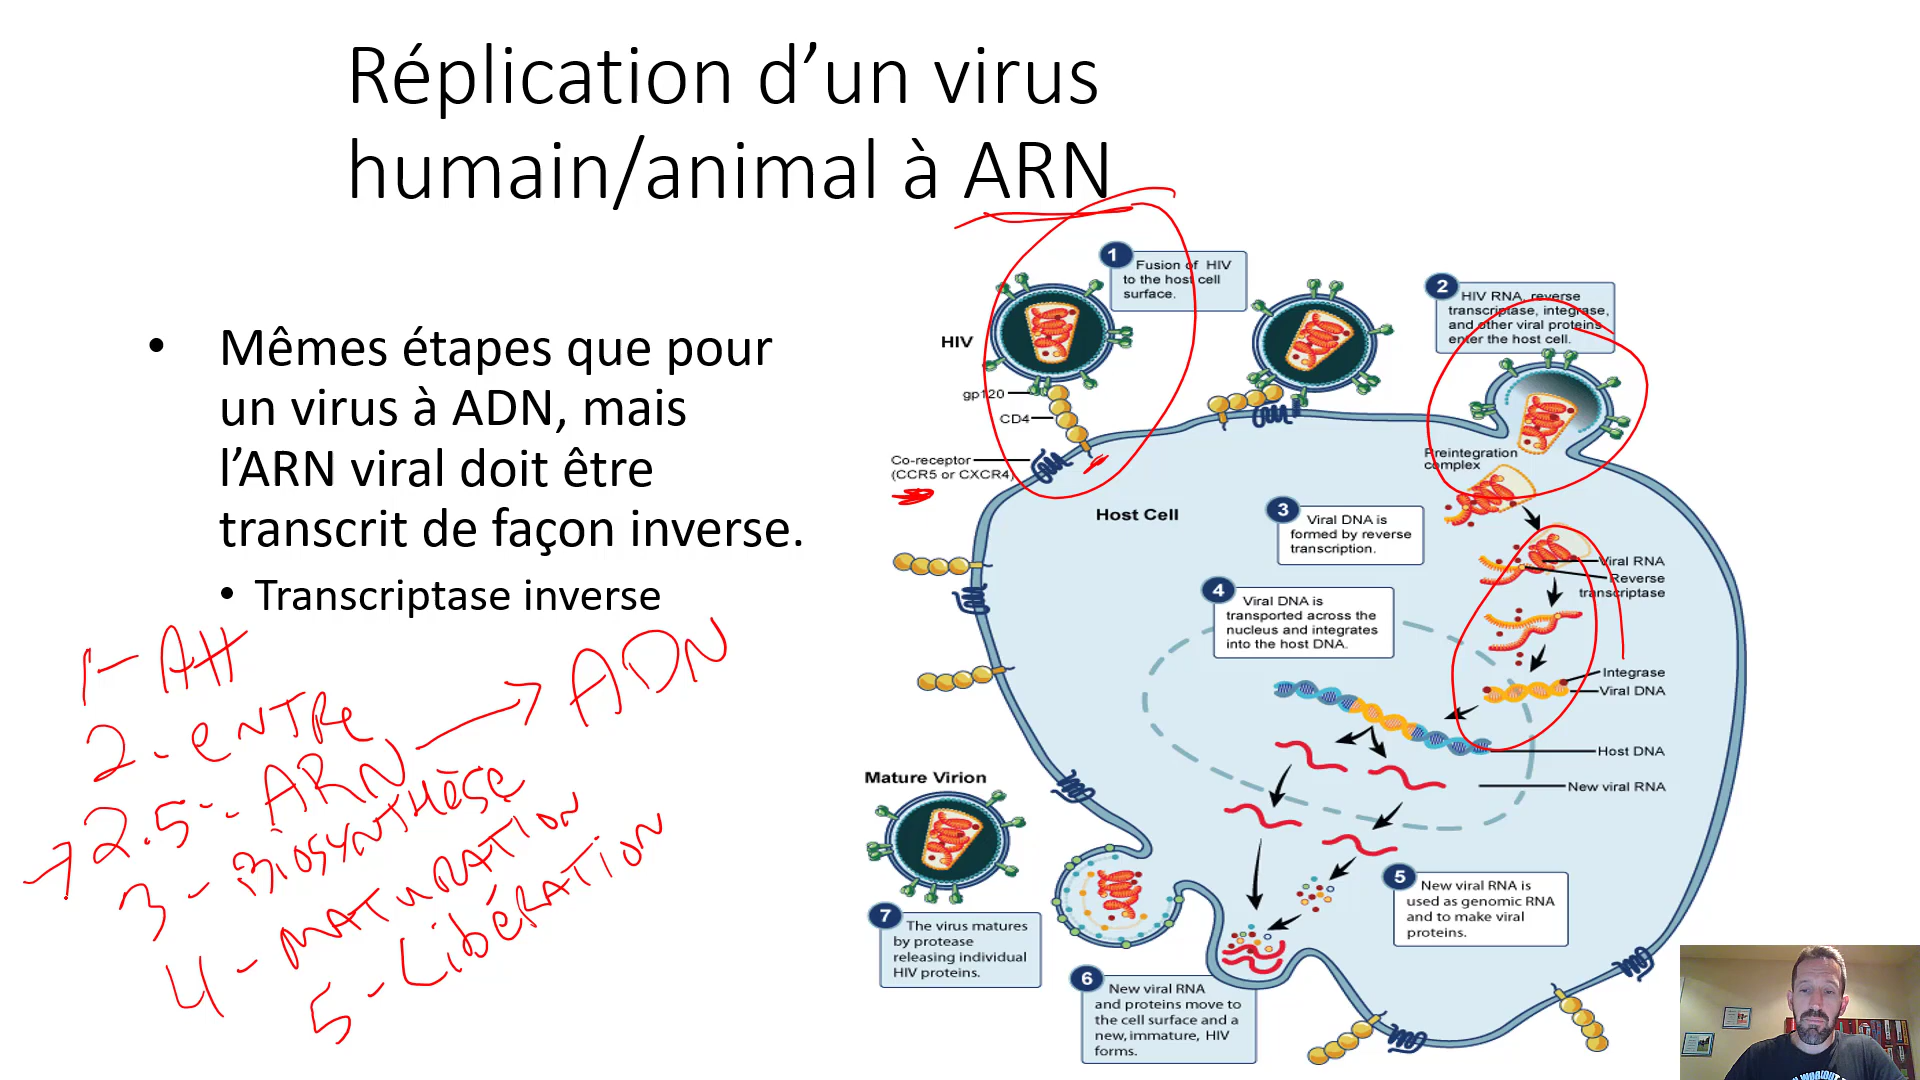 Réplication d’un virus
humain/animal à ARN
• Mêmes étapes que pour
un virus à ADN, mais
l’ARN viral doit être
transcrit de façon inverse.
• Transcriptase inverse
1- Att
2- entre
→ 2.5- ARN → ADN
3- Biosynthèse
4- MATURATION
5- Libération
1
Fusion of HIV
to the host cell
surface.
HIV
gp120
CD4
Co-receptor
(CCR5 or CXCR4)
2
HIV RNA, reverse
transcriptase, integrase,
and other viral proteins
enter the host cell.
Preintegration
complex
Host Cell
3
Viral DNA is
formed by reverse
transcription.
Viral RNA
Reverse
transcriptase
4
Viral DNA is
transported across the
nucleus and integrates
into the host DNA.
Integrase
Viral DNA
Host DNA
New viral RNA
Mature Virion
5
New viral RNA is
used as genomic RNA
and to make viral
proteins.
6
New viral RNA
and proteins move to
the cell surface and a
new, immature, HIV
forms.
7
The virus matures
by protease
releasing individual
HIV proteins.